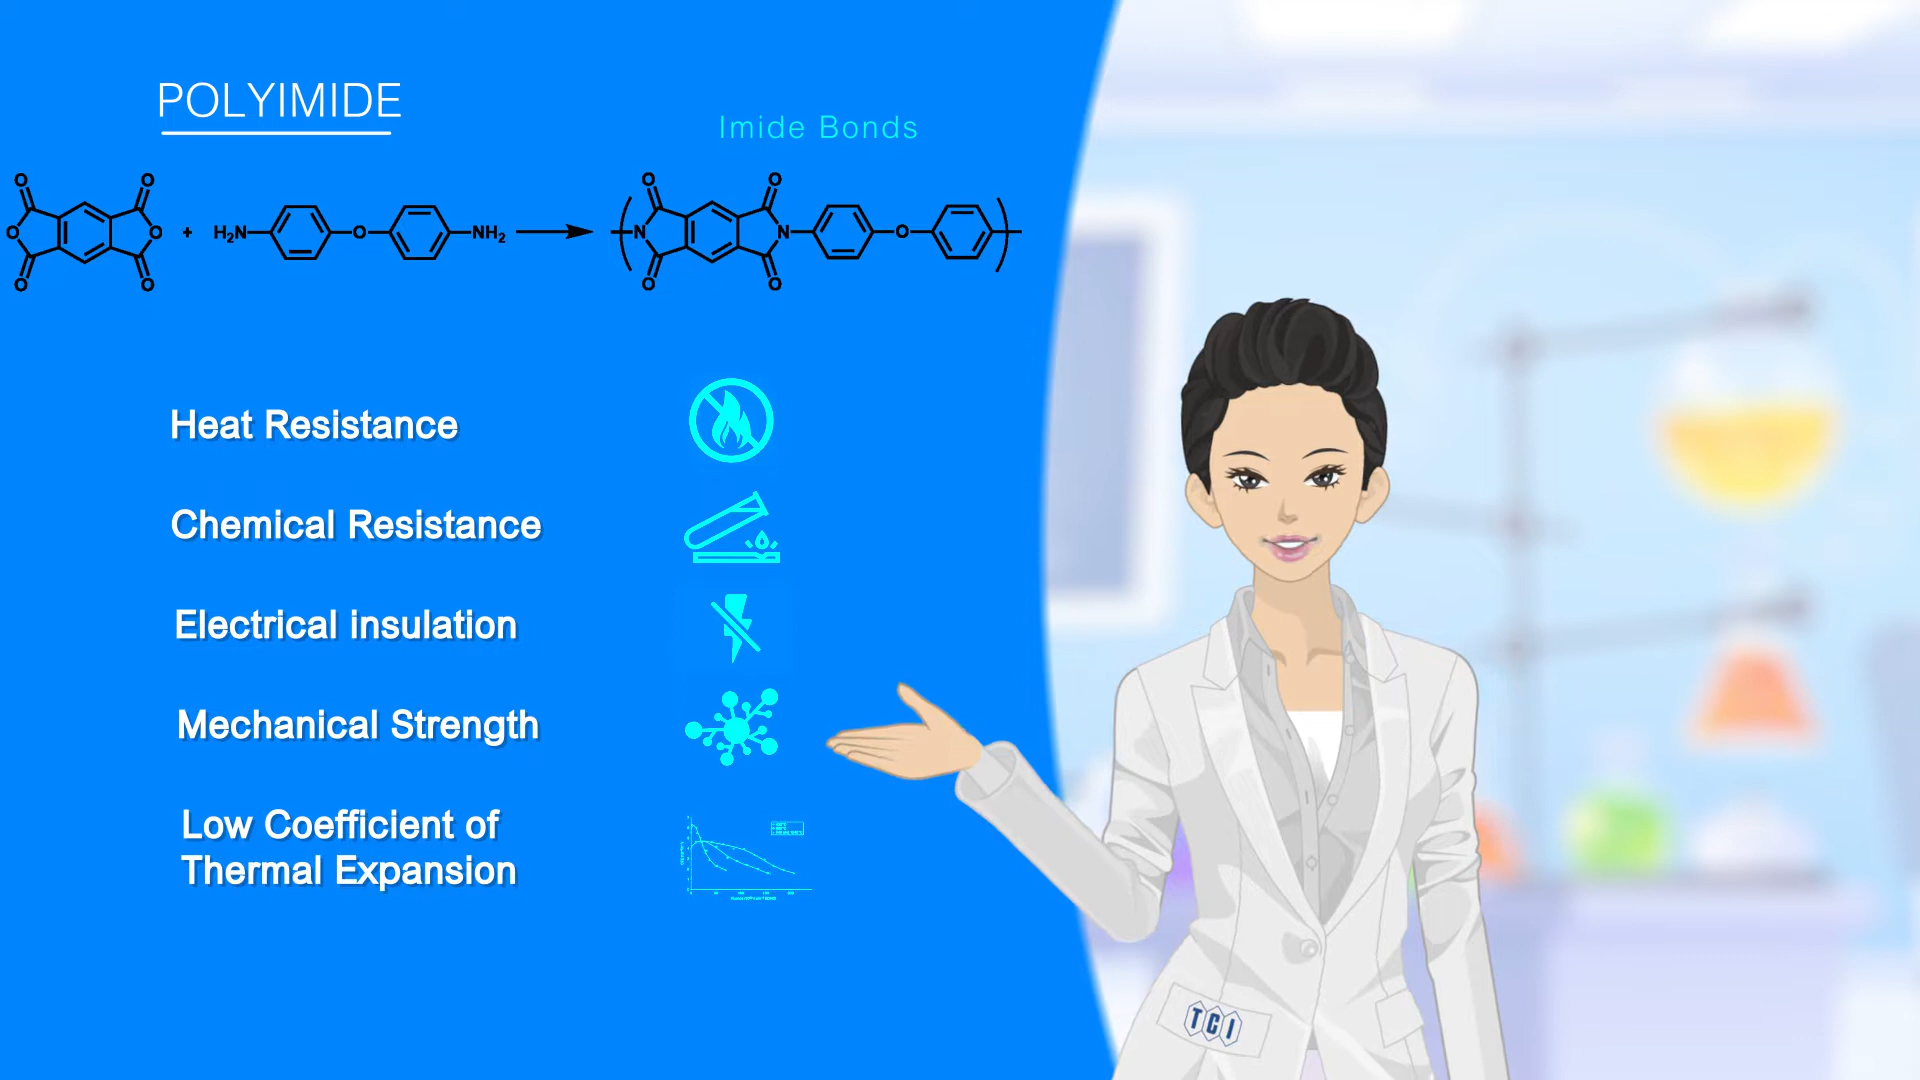 POLYIMIDE
Imide Bonds
O O O O
O O + H₂N O NH₂ N N O
O O O O
Heat Resistance
Chemical Resistance
Electrical insulation
Mechanical Strength
Low Coefficient of
Thermal Expansion
TCI